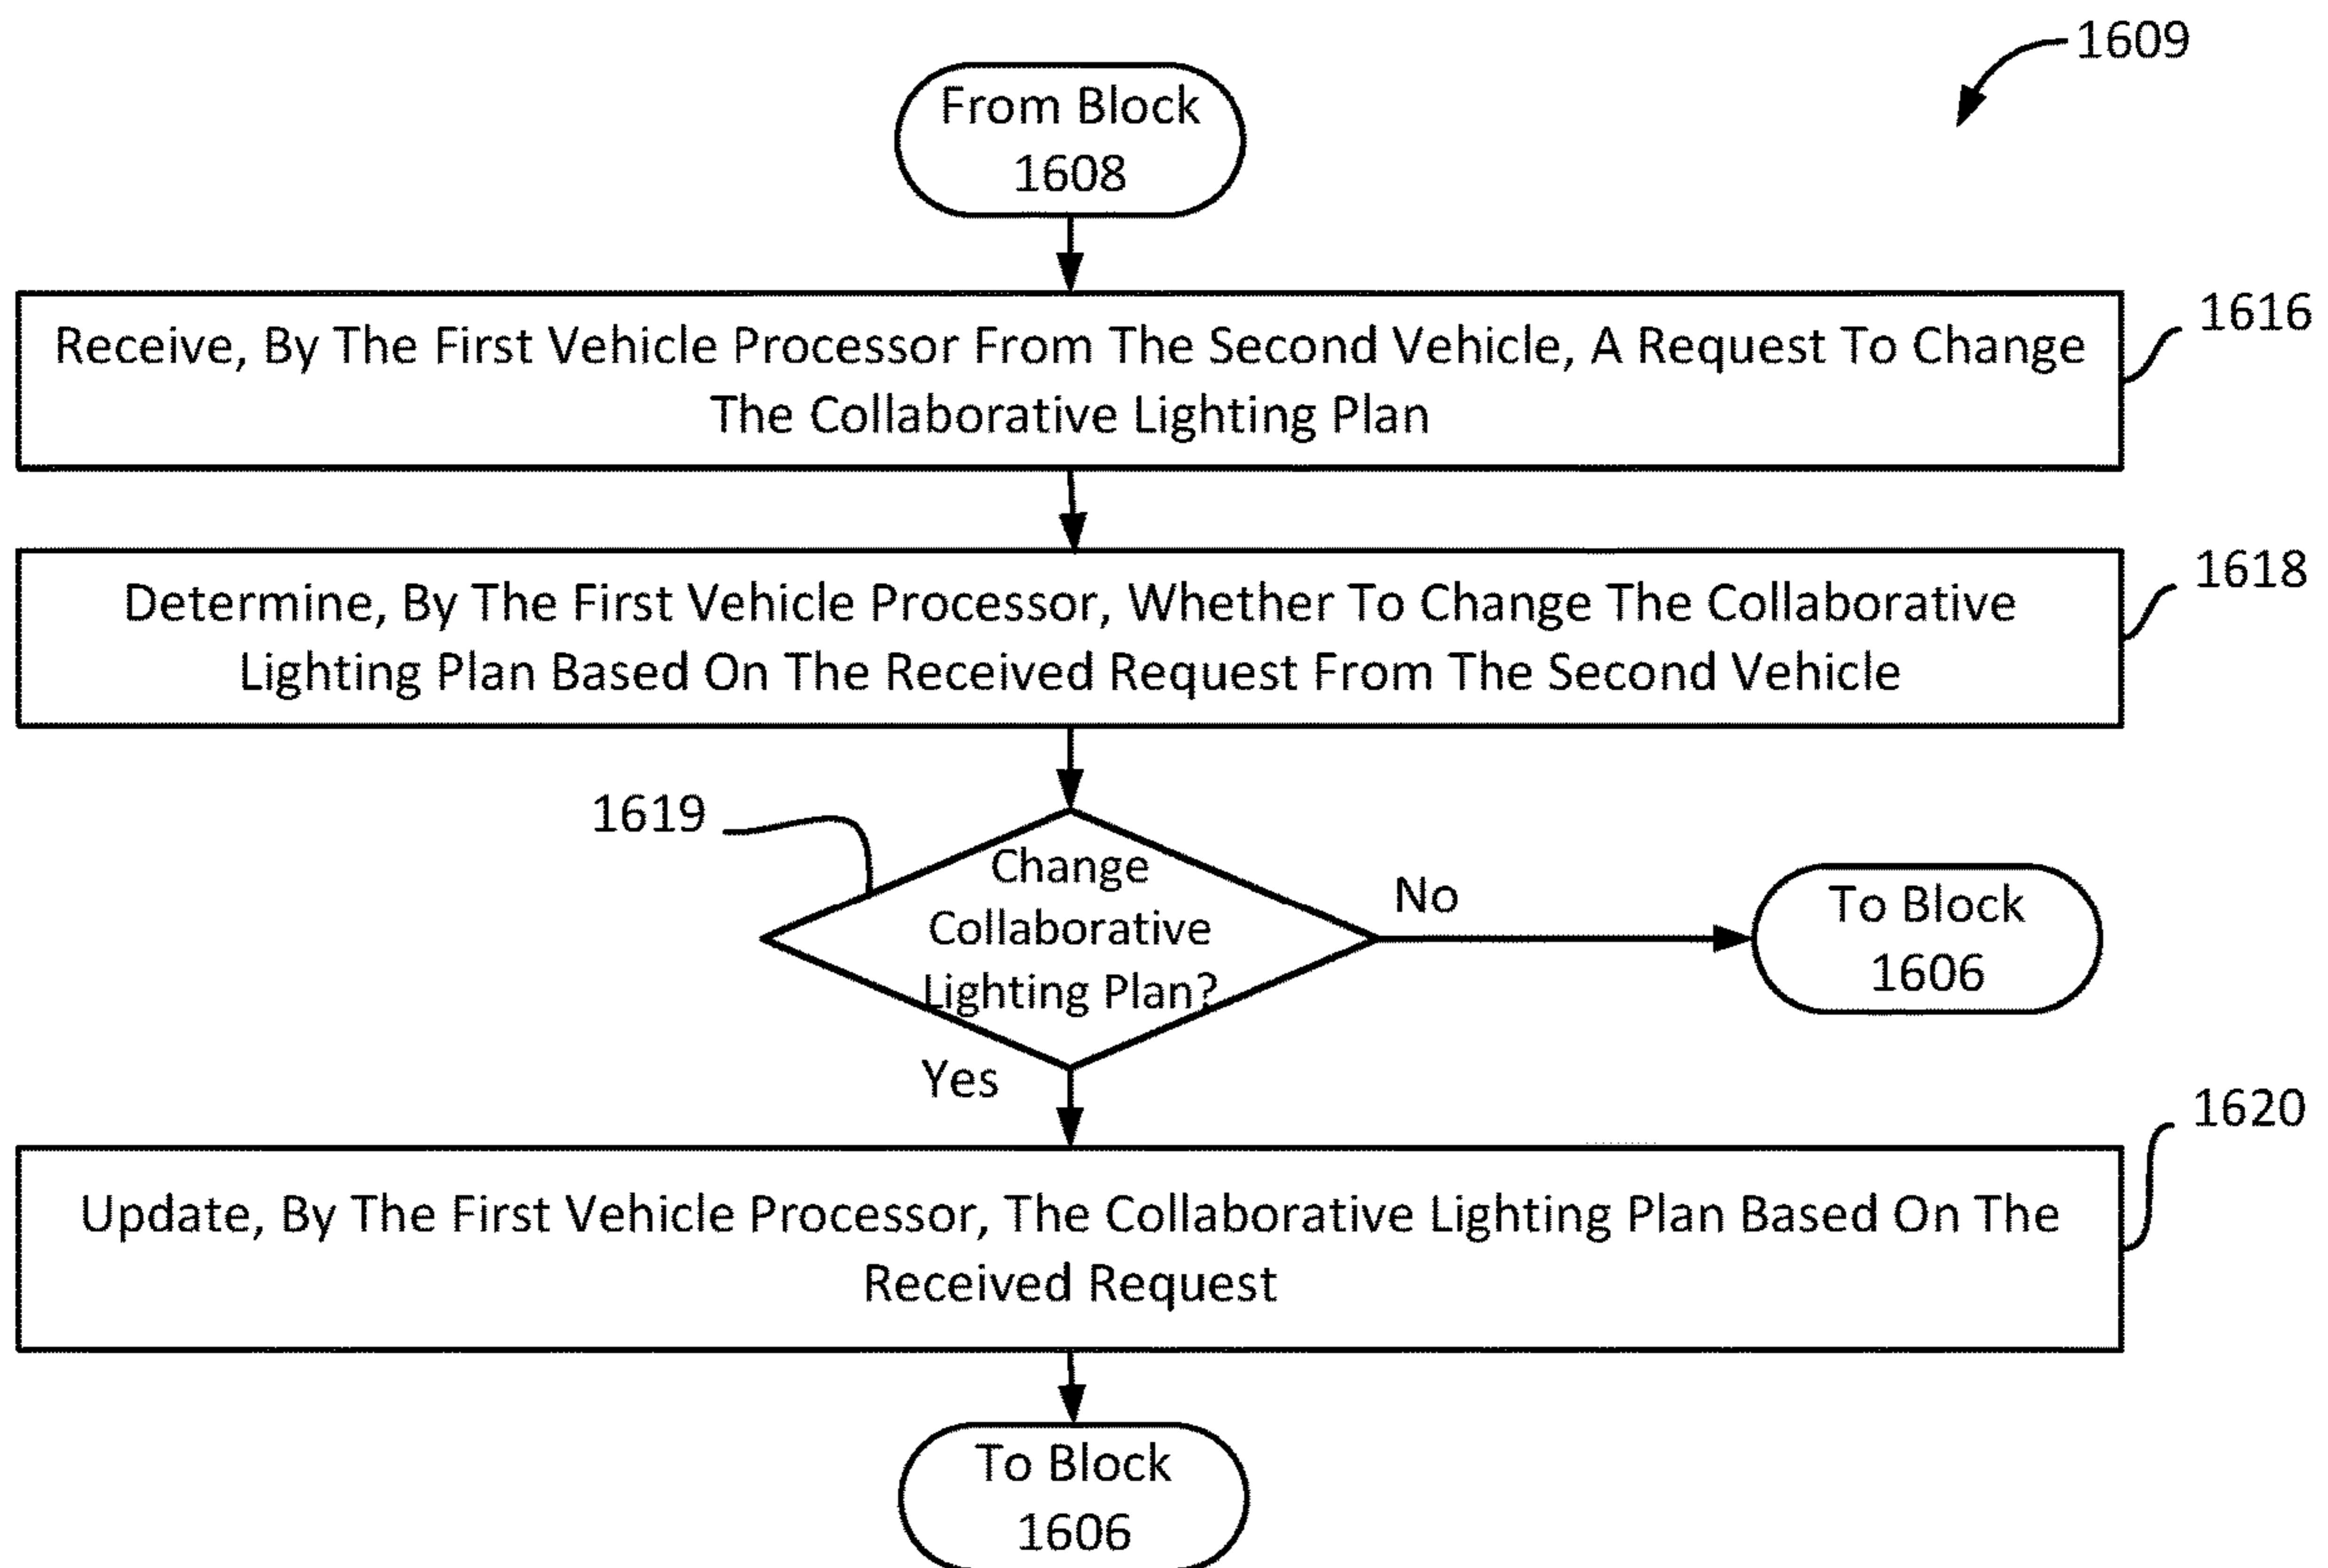 1609
From Block
1608
Receive, By The First Vehicle Processor From The Second Vehicle, A Request To Change
The Collaborative Lighting Plan
1616
Determine, By The First Vehicle Processor, Whether To Change The Collaborative
Lighting Plan Based On The Received Request From The Second Vehicle
1618
1619
Change
Collaborative
Lighting Plan?
No
To Block
1606
Yes
Update, By The First Vehicle Processor, The Collaborative Lighting Plan Based On The
Received Request
1620
To Block
1606